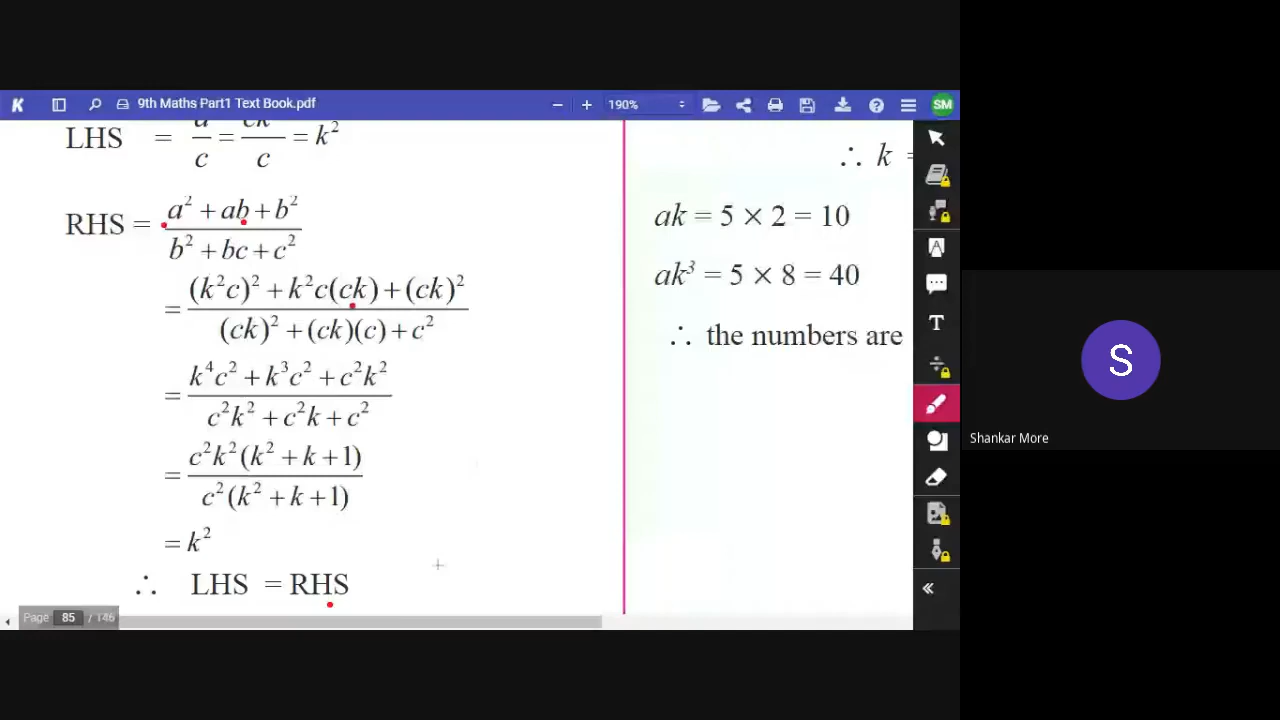 9th Maths Part1 Text Book.pdf
190%
SM
LHS = a/c = ck²/c = k²
RHS = (a² + ab + b²)/(b² + bc + c²)
= ((k²c)² + k²c(ck) + (ck)²)/((ck)² + (ck)(c) + c²)
= (k⁴c² + k³c² + c²k²)/(c²k² + c²k + c²)
= (c²k²(k² + k + 1))/(c²(k² + k + 1))
= k²
∴ LHS = RHS
∴ k =
ak = 5 × 2 = 10
ak³ = 5 × 8 = 40
∴ the numbers are
Page 85 / 146
S
Shankar More